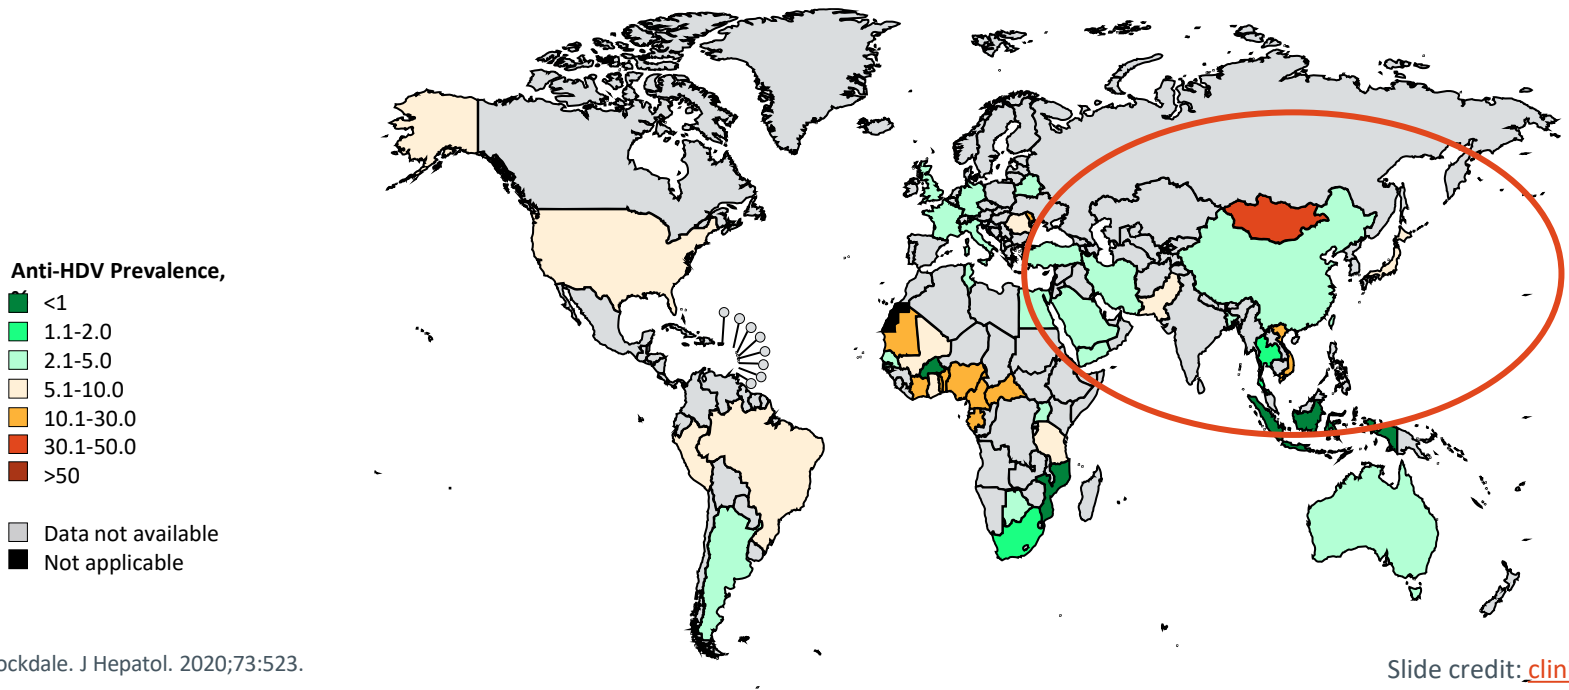 Anti-HDV Prevalence,
<1
1.1-2.0
2.1-5.0
5.1-10.0
10.1-30.0
30.1-50.0
>50
Data not available
Not applicable
ockdale. J Hepatol. 2020;73:523.
Slide credit: clin